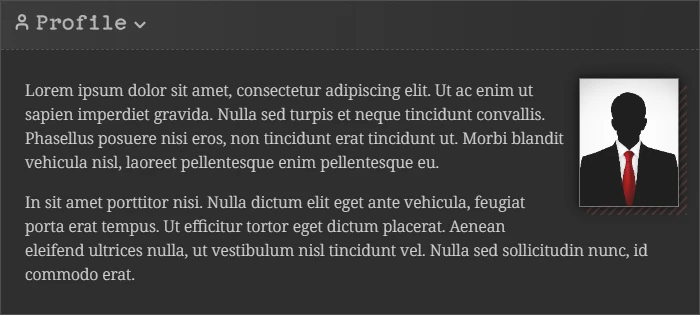 Profile
Lorem ipsum dolor sit amet, consectetur adipiscing elit. Ut ac enim ut
sapien imperdiet gravida. Nulla sed turpis et neque tincidunt convallis.
Phasellus posuere nisi eros, non tincidunt erat tincidunt ut. Morbi blandit
vehicula nisl, laoreet pellentesque enim pellentesque eu.
In sit amet porttitor nisi. Nulla dictum elit eget ante vehicula, feugiat
porta erat tempus. Ut efficitur tortor eget dictum placerat. Aenean
eleifend ultrices nulla, ut vestibulum nisl tincidunt vel. Nulla sed sollicitudin nunc, id
commodo erat.